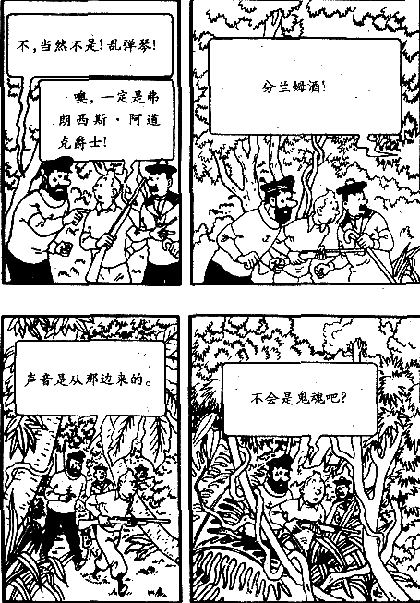 不,当然不是!乱弹琴!
噢,一定是弗
朗西斯·阿道
克爵士!
分兰姆酒!
声音是从那边来的。
不会是鬼魂吧?